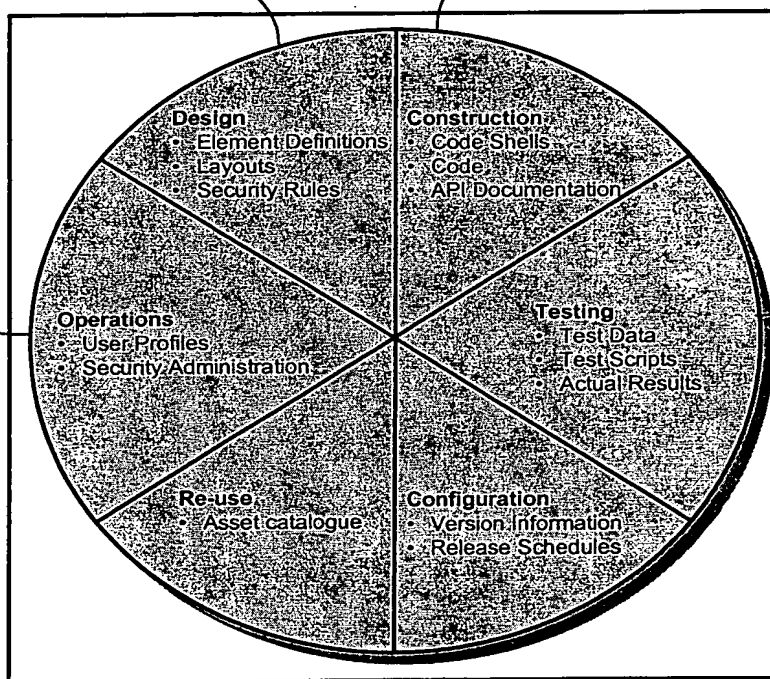 Design
• Element Definitions
• Layouts
• Security Rules
Construction
• Code Shells
• Code
• API Documentation
Operations
• User Profiles
• Security Administration
Testing
• Test Data
• Test Scripts
• Actual Results
Re-use
• Asset catalogue
Configuration
• Version Information
• Release Schedules